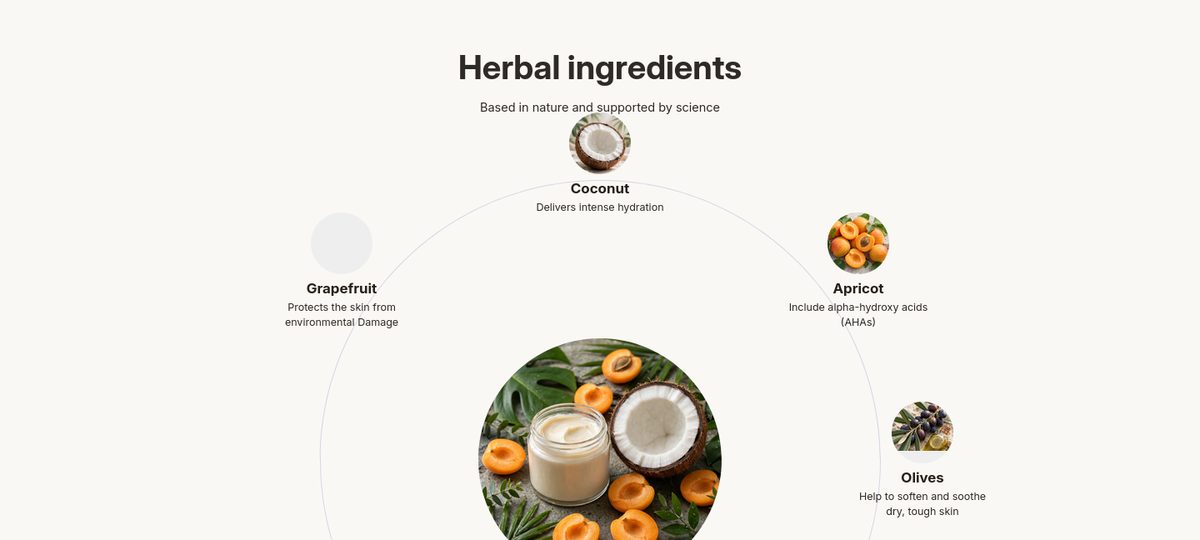 Herbal ingredients
Based in nature and supported by science
Coconut
Delivers intense hydration
Grapefruit
Protects the skin from
environmental Damage
Apricot
Include alpha-hydroxy acids
(AHAs)
Olives
Help to soften and soothe
dry, tough skin